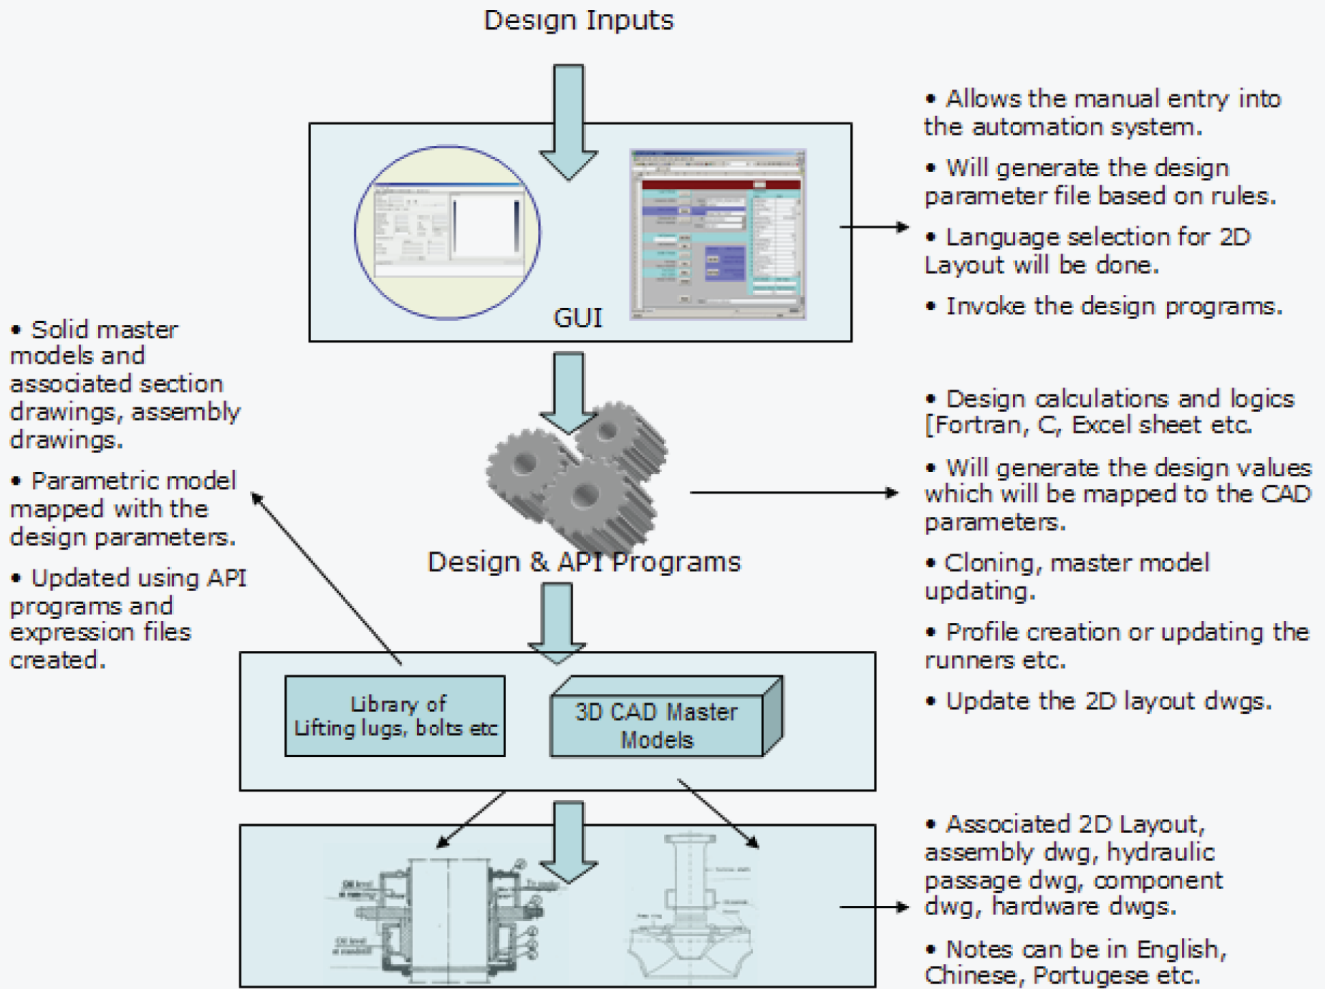 Design Inputs
• Allows the manual entry into
the automation system.
• Will generate the design
parameter file based on rules.
• Language selection for 2D
Layout will be done.
• Invoke the design programs.
GUI
• Solid master
models and
associated section
drawings, assembly
drawings.
• Parametric model
mapped with the
design parameters.
• Updated using API
programs and
expression files
created.
• Design calculations and logics
[Fortran, C, Excel sheet etc.
• Will generate the design values
which will be mapped to the CAD
parameters.
• Cloning, master model
updating.
• Profile creation or updating the
runners etc.
• Update the 2D layout dwgs.
Design & API Programs
Library of
Lifting lugs, bolts etc
3D CAD Master
Models
• Associated 2D Layout,
assembly dwg, hydraulic
passage dwg, component
dwg, hardware dwgs.
• Notes can be in English,
Chinese, Portugese etc.
Oil level
Oil level